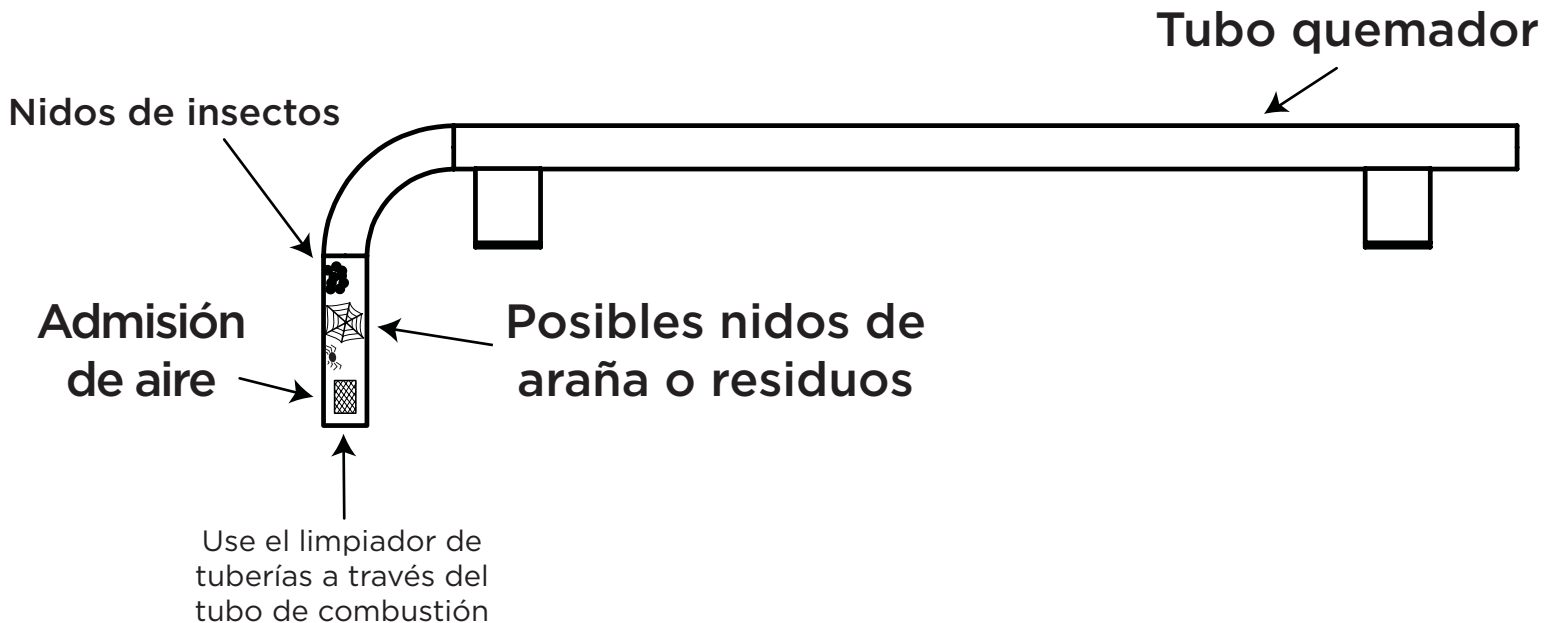 Tubo quemador
Nidos de insectos
Admisión
de aire
Posibles nidos de
araña o residuos
Use el limpiador de
tuberías a través del
tubo de combustión